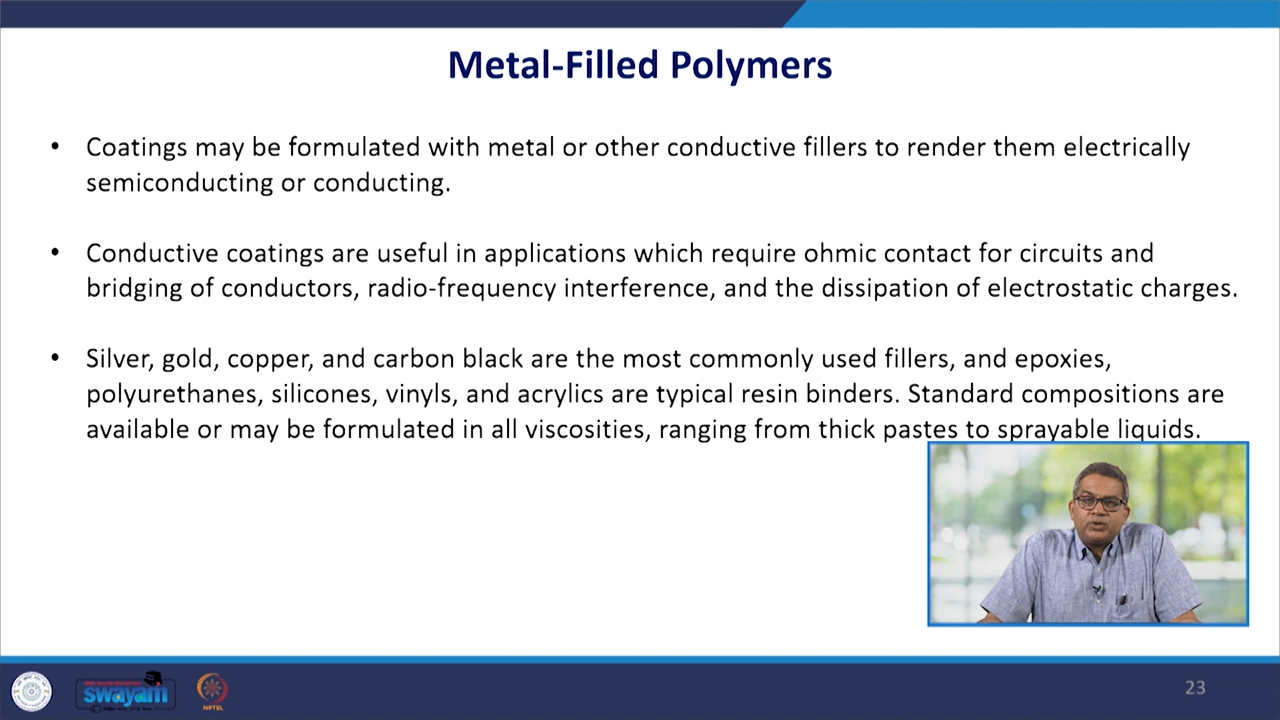 Metal-Filled Polymers
• Coatings may be formulated with metal or other conductive fillers to render them electrically
semiconducting or conducting.
• Conductive coatings are useful in applications which require ohmic contact for circuits and
bridging of conductors, radio-frequency interference, and the dissipation of electrostatic charges.
• Silver, gold, copper, and carbon black are the most commonly used fillers, and epoxies,
polyurethanes, silicones, vinyls, and acrylics are typical resin binders. Standard compositions are
available or may be formulated in all viscosities, ranging from thick pastes to sprayable liquids.
swayam
NPTEL
23